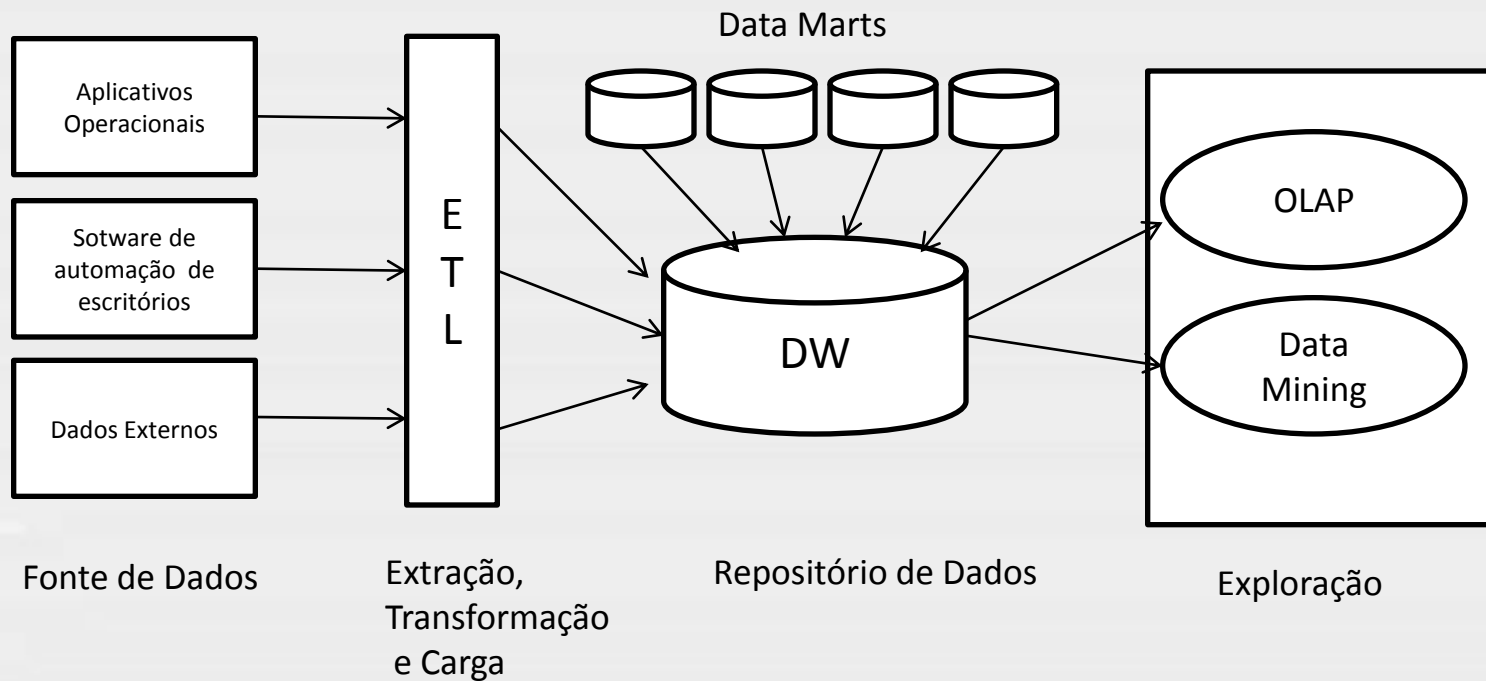 Data Marts
Aplicativos
Operacionais
Sotware de
automação de
escritórios
Dados Externos
E
T
L
DW
OLAP
Data
Mining
Fonte de Dados
Extração,
Transformação
e Carga
Repositório de Dados
Exploração